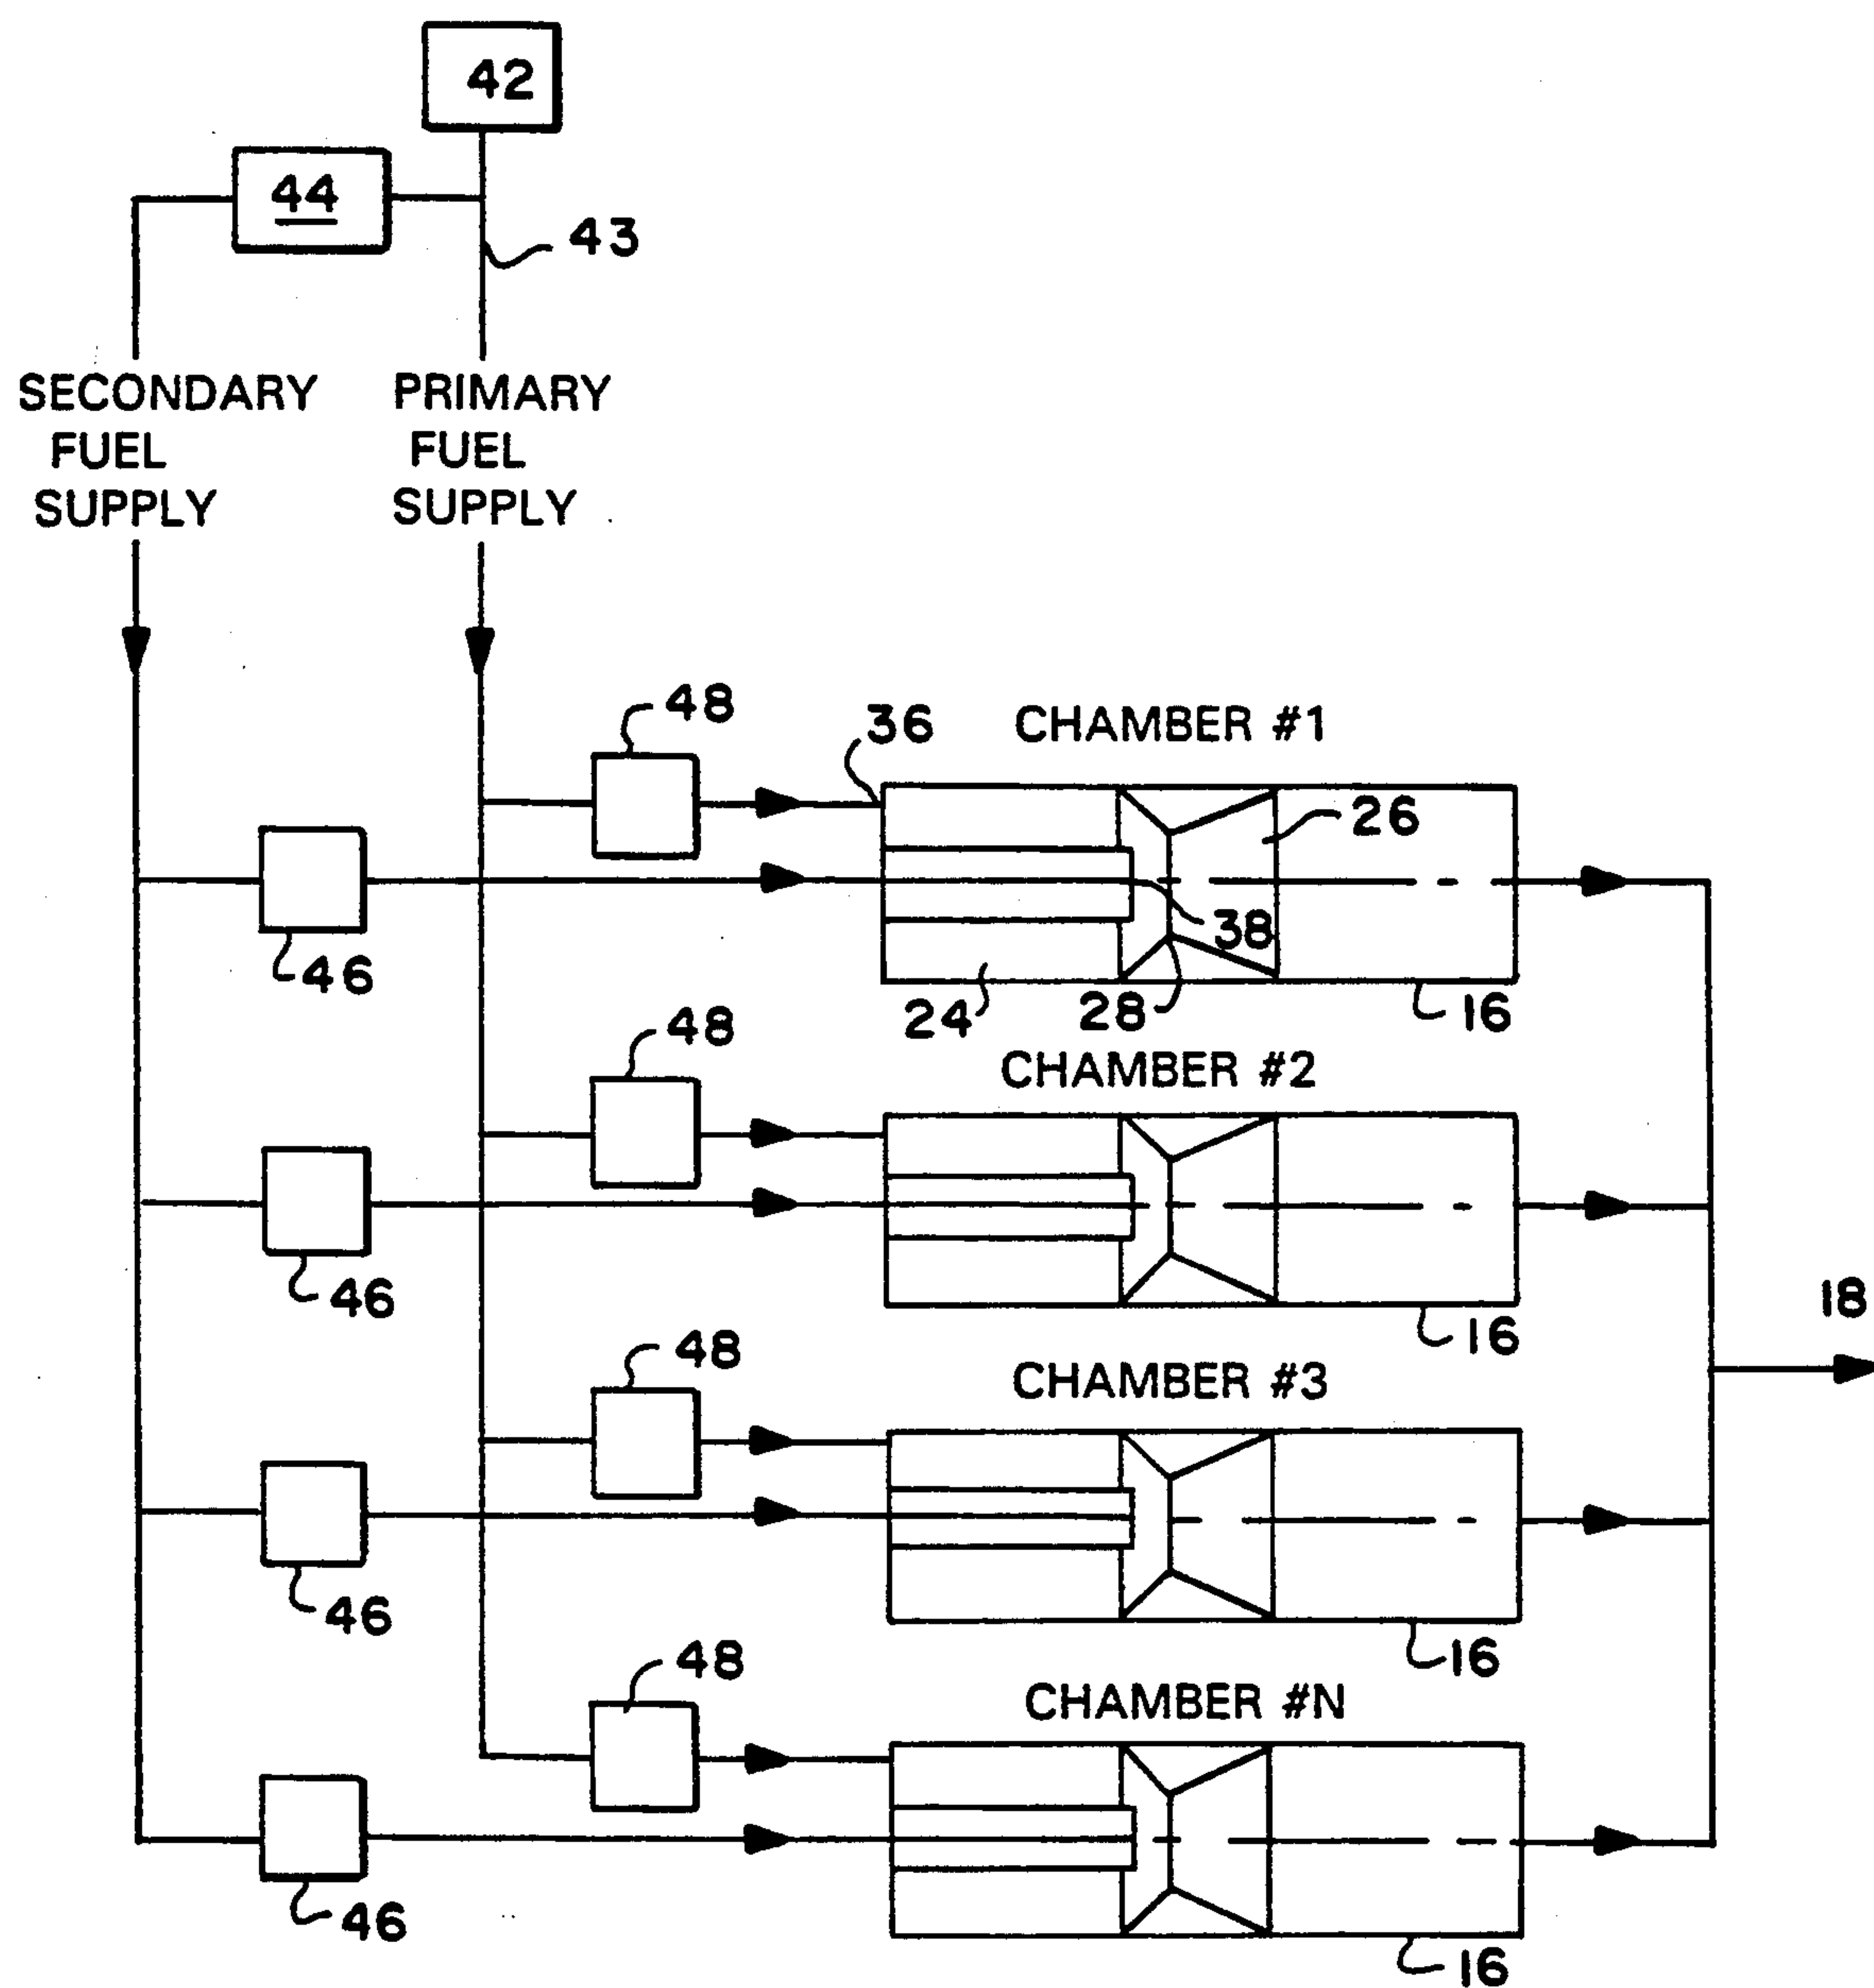 42
44
43
SECONDARY
FUEL
SUPPLY
PRIMARY
FUEL
SUPPLY
48
36
CHAMBER #1
26
46
38
24
28
16
48
CHAMBER #2
46
16
18
48
CHAMBER #3
46
16
48
CHAMBER #N
46
16